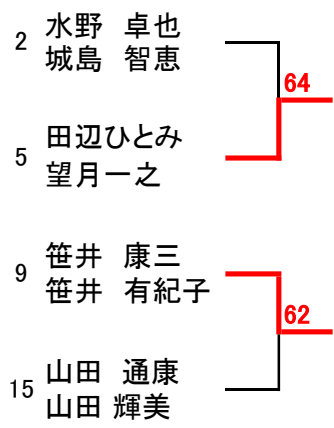 2 水野　卓也
城島　智恵
64
5 田辺ひとみ
望月一之
9 笹井　康三
笹井　有紀子
62
15 山田　通康
山田 輝美